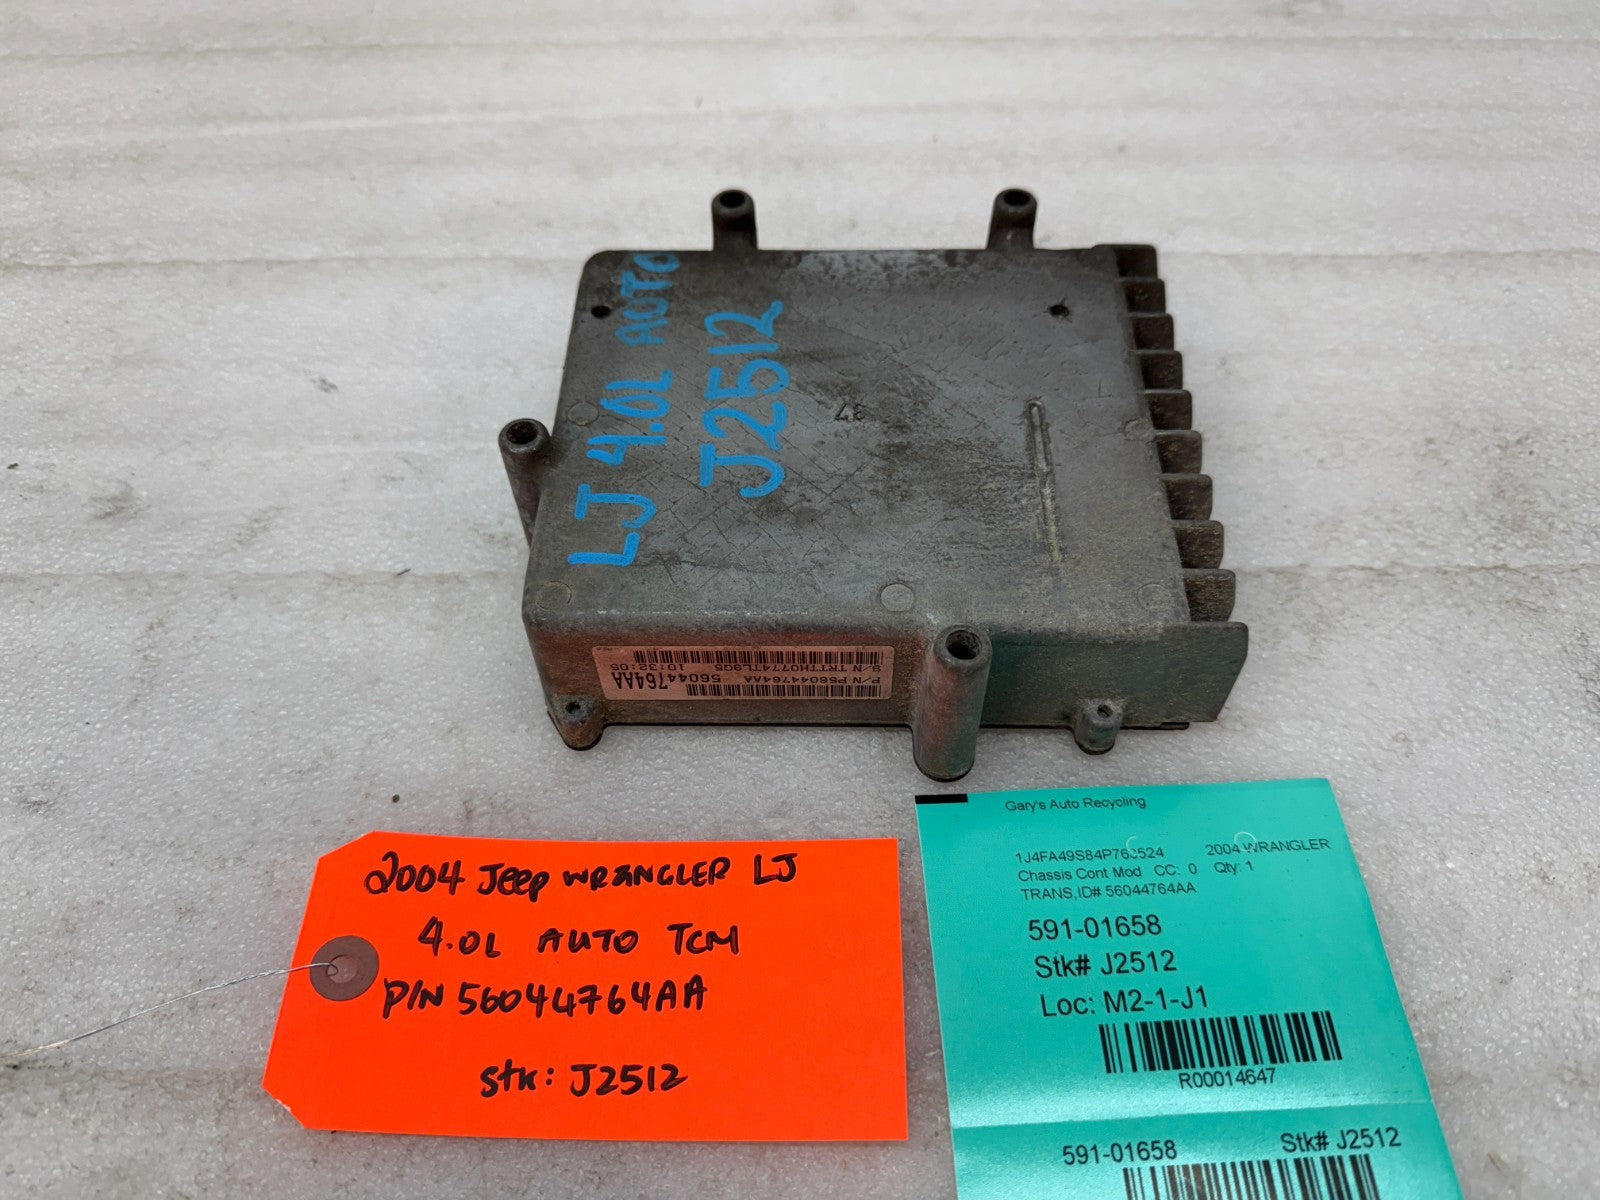 LJ 4.0L AUTO
J2512
37
P/N P56044764AA 56044764AA
S/N TRTTH0774TL9G5 10:32:05
2004 Jeep WRANGLER LJ
4.0L AUTO TCM
P/N 56044764AA
Stk: J2512
Gary's Auto Recycling
2004 WRANGLER
Chassis Cont Mod CC: 0 Qty: 1
TRANS,ID# 56044764AA
591-01658
Stk# J2512
Loc: M2-1-J1
R00014647
591-01658 Stk# J2512